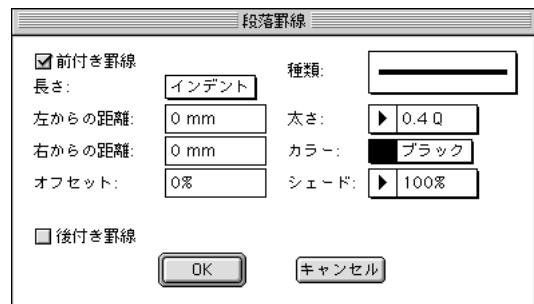 段落罫線
前付き罫線
長さ: インデント
種類:
左からの距離: 0 mm
太さ: 0.4 Q
右からの距離: 0 mm
カラー: ブラック
オフセット: 0%
シェード: 100%
後付き罫線
OK
キャンセル